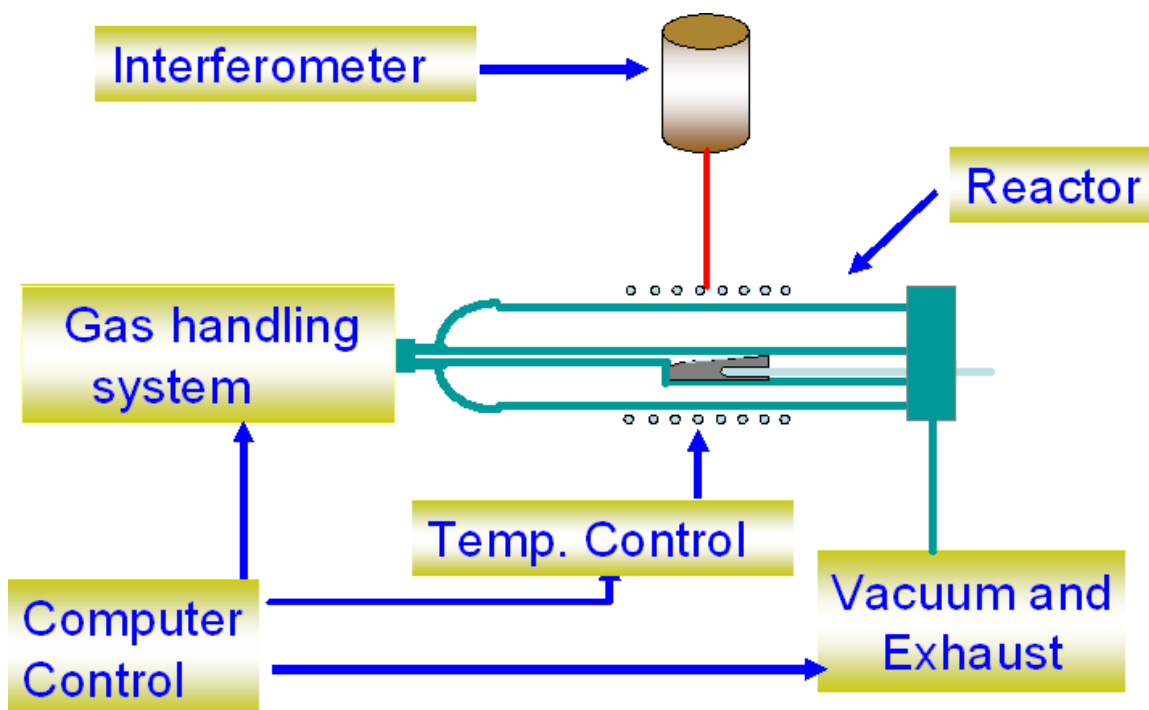 Interferometer
Reactor
Gas handling
system
Temp. Control
Computer
Control
Vacuum and
Exhaust